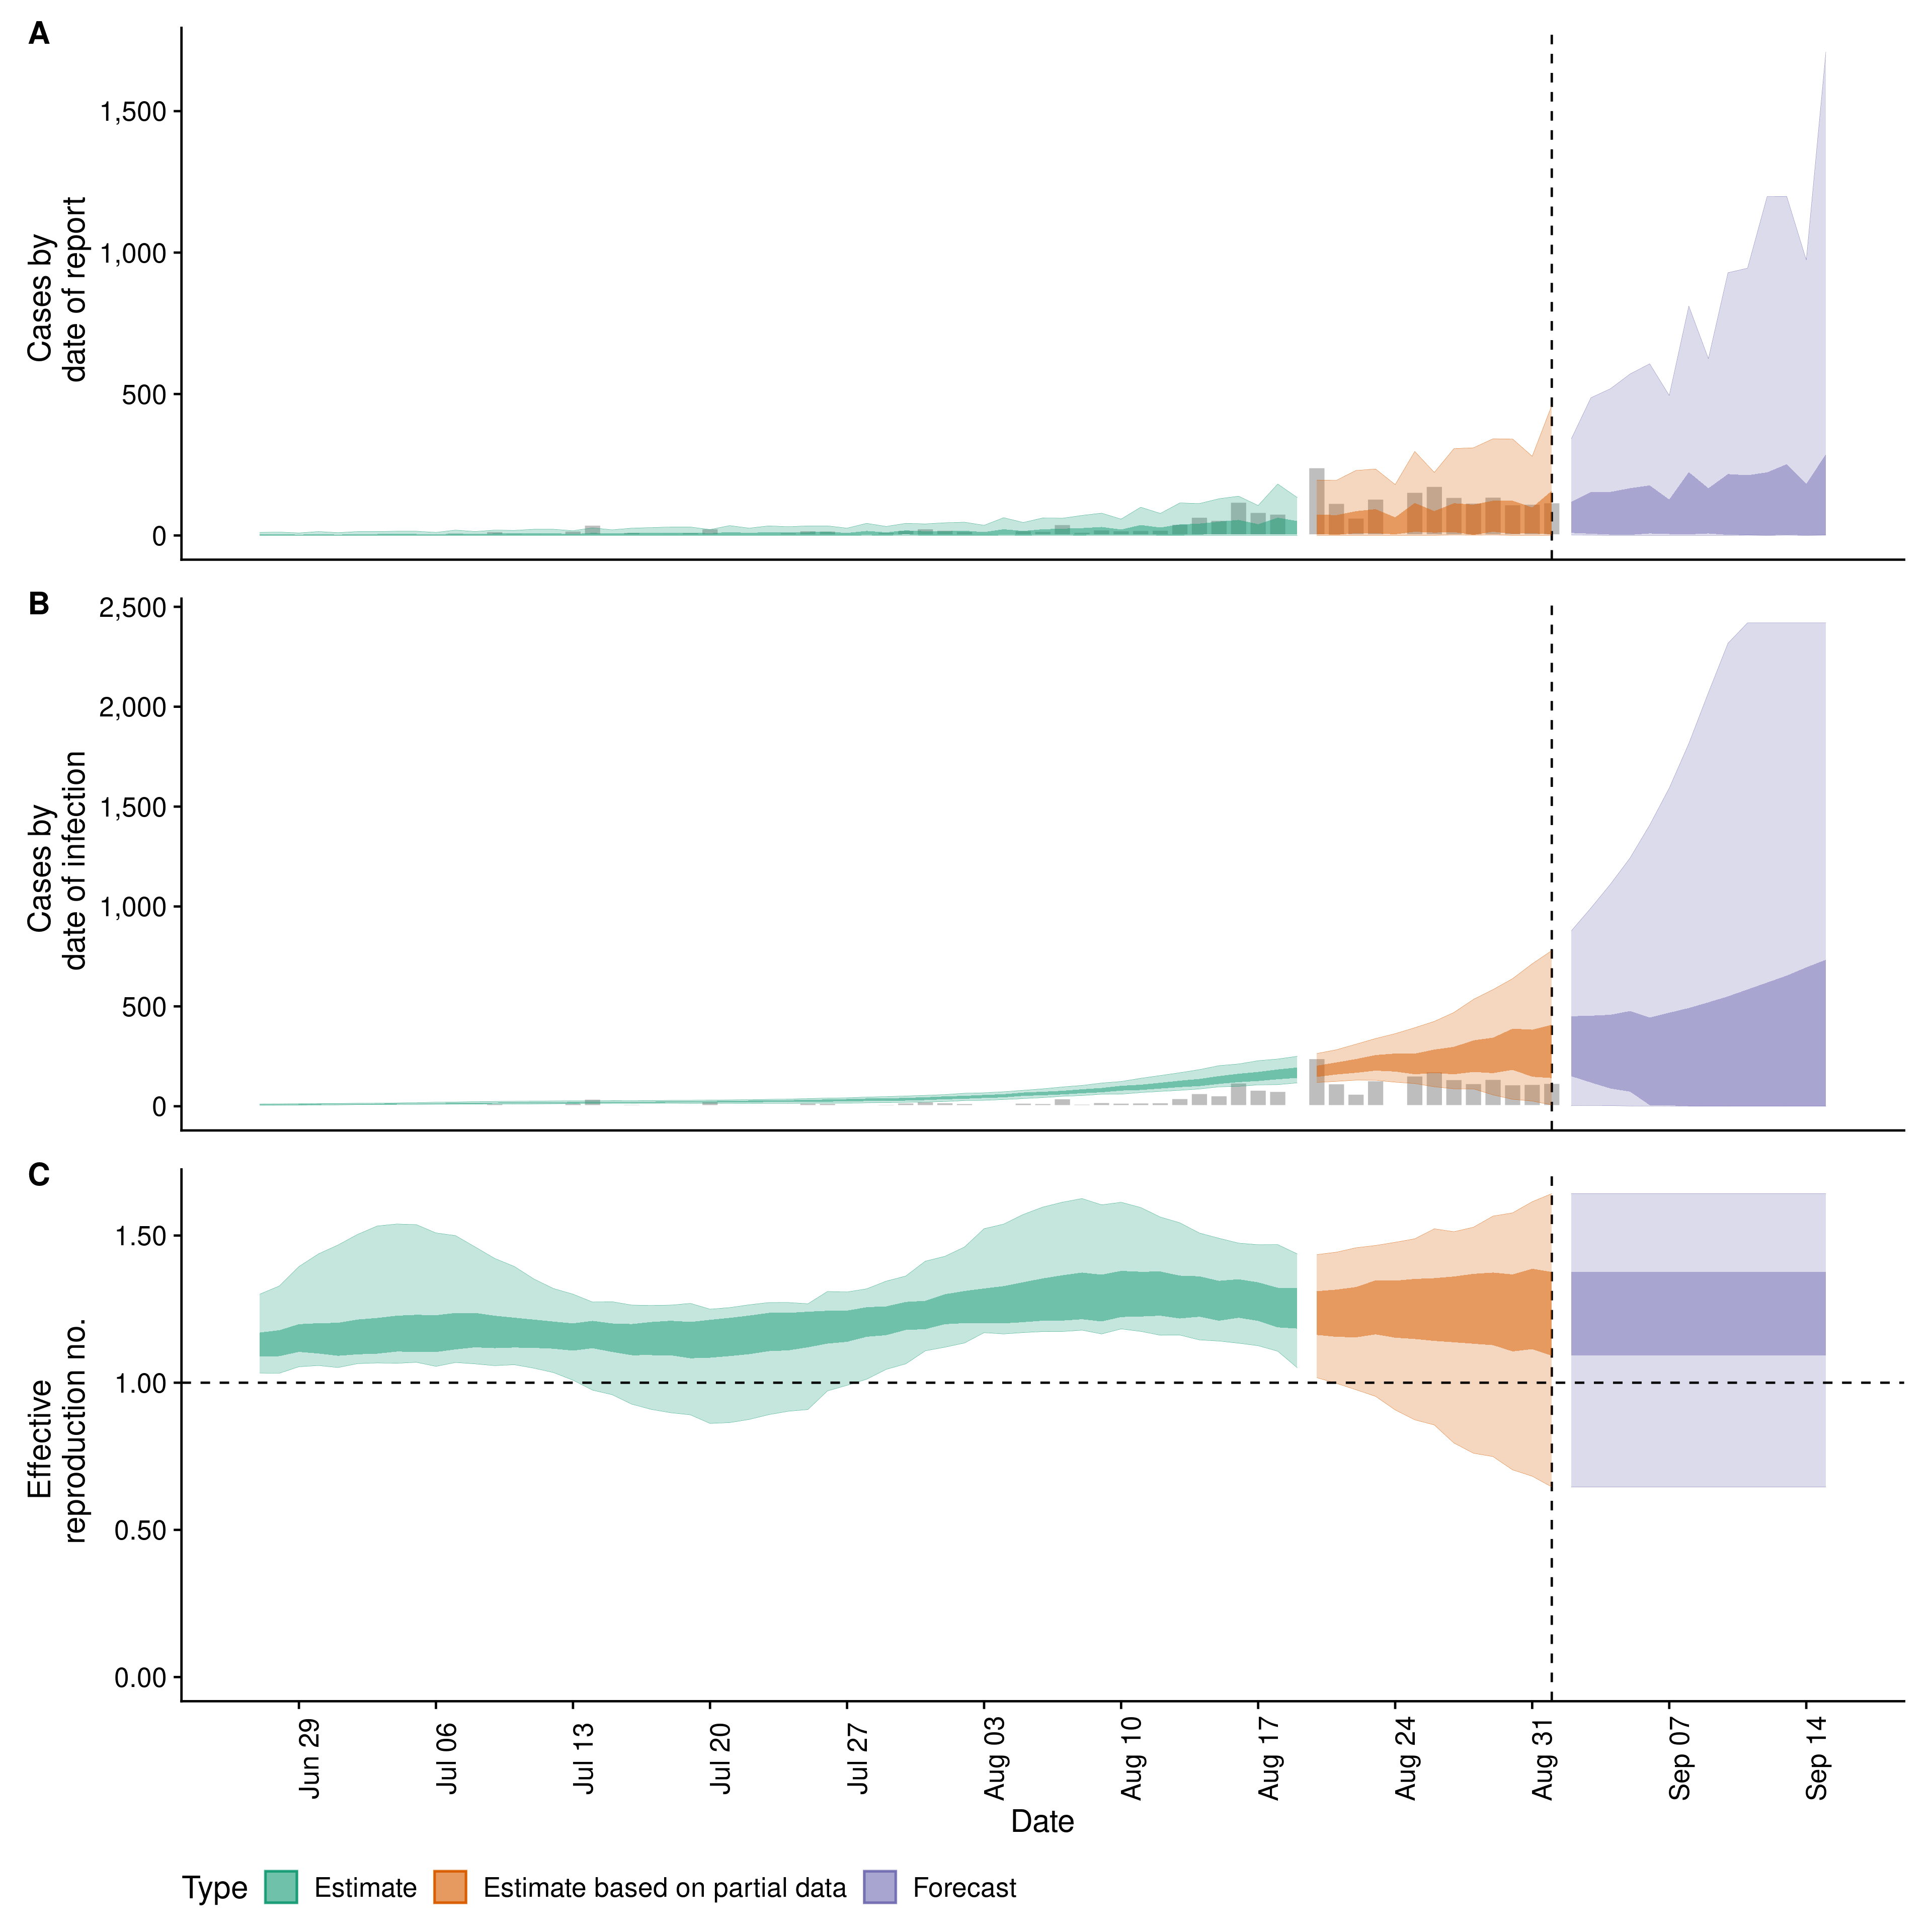 A
Cases by
date of report
1,500
1,000
500
0
B
Cases by
date of infection
2,500
2,000
1,500
1,000
500
0
C
Effective
reproduction no.
1.50
1.00
0.50
0.00
Jun 29
Jul 06
Jul 13
Jul 20
Jul 27
Aug 03
Aug 10
Aug 17
Aug 24
Aug 31
Sep 07
Sep 14
Date
Type Estimate Estimate based on partial data Forecast